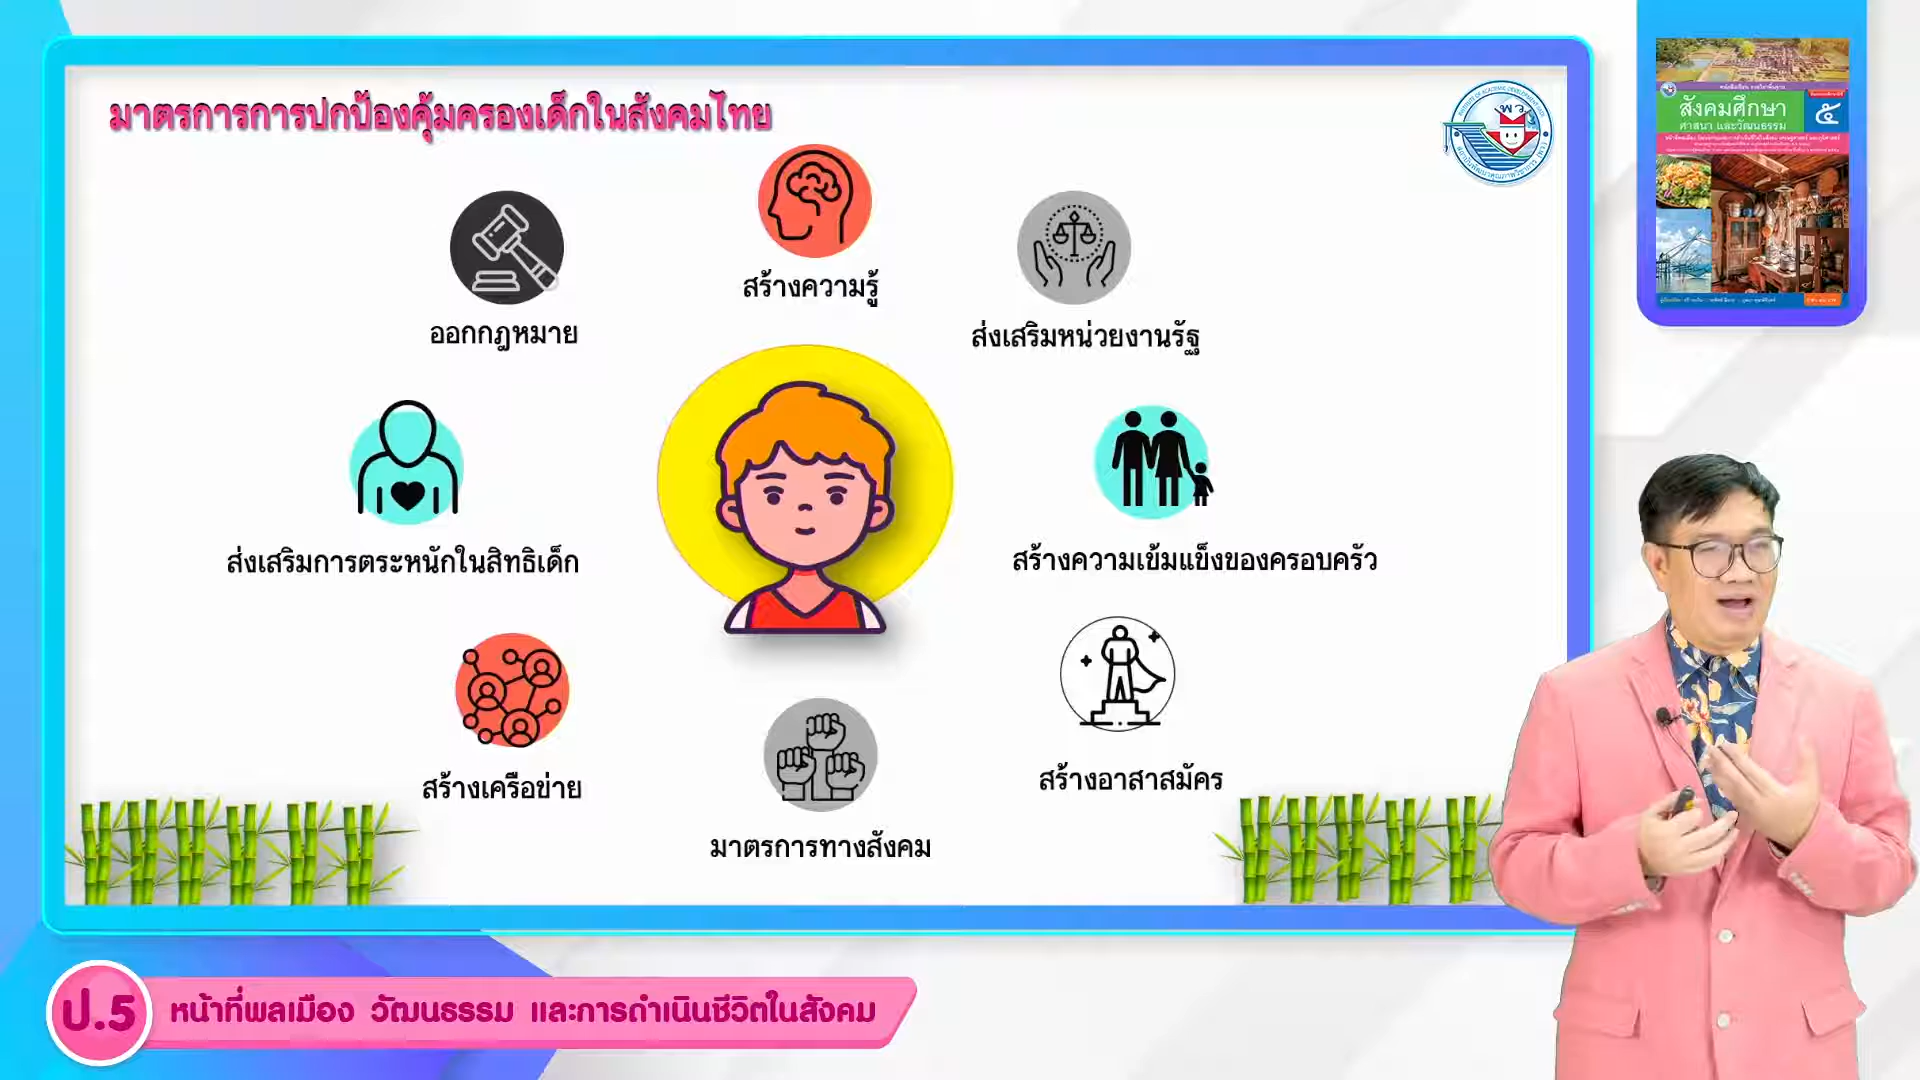 มาตรการการปกป้องคุ้มครองเด็กในสังคมไทย
สร้างความรู้
ออกกฎหมาย
ส่งเสริมหน่วยงานรัฐ
ส่งเสริมการตระหนักในสิทธิเด็ก
สร้างความเข้มแข็งของครอบครัว
สร้างเครือข่าย
สร้างอาสาสมัคร
มาตรการทางสังคม
พว
สังคมศึกษา
ศาสนา และวัฒนธรรม
๕
ป.5
หน้าที่พลเมือง วัฒนธรรม และการดำเนินชีวิตในสังคม